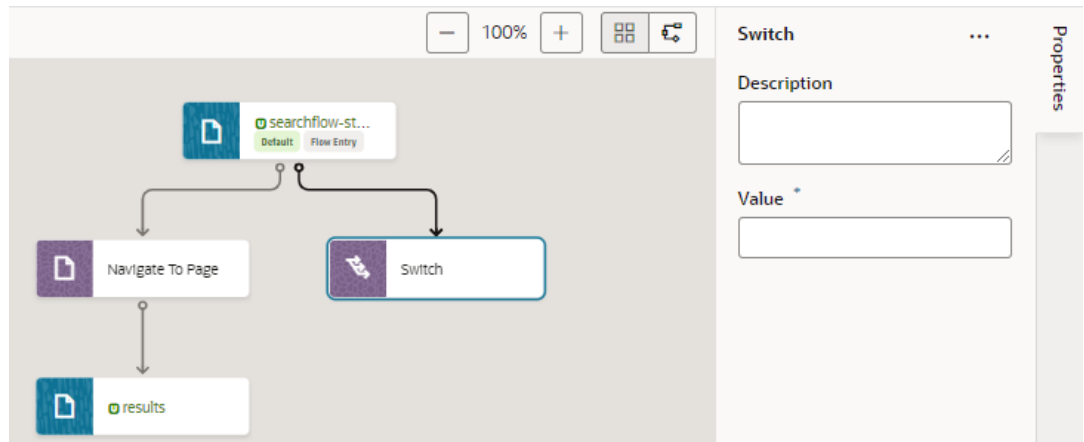 100%
searchflow-st...
Default Flow Entry
Navigate To Page
Switch
results
Switch
Description
Value *
Properties